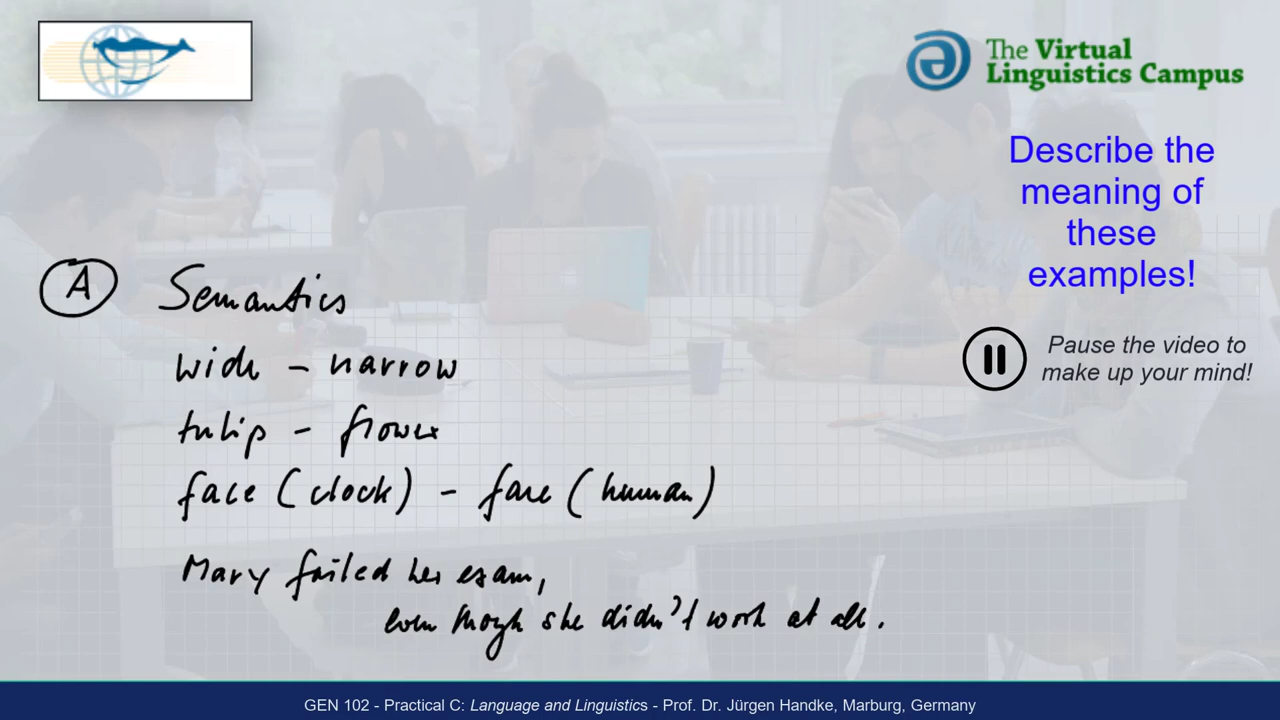 The Virtual
Linguistics Campus
Describe the
meaning of
these
examples!
Pause the video to
make up your mind!
A Semantics
wide – narrow
tulip – flower
face (clock) – face (human)
Mary failed her exam,
even though she didn't work at all.
GEN 102 - Practical C: Language and Linguistics - Prof. Dr. Jürgen Handke, Marburg, Germany